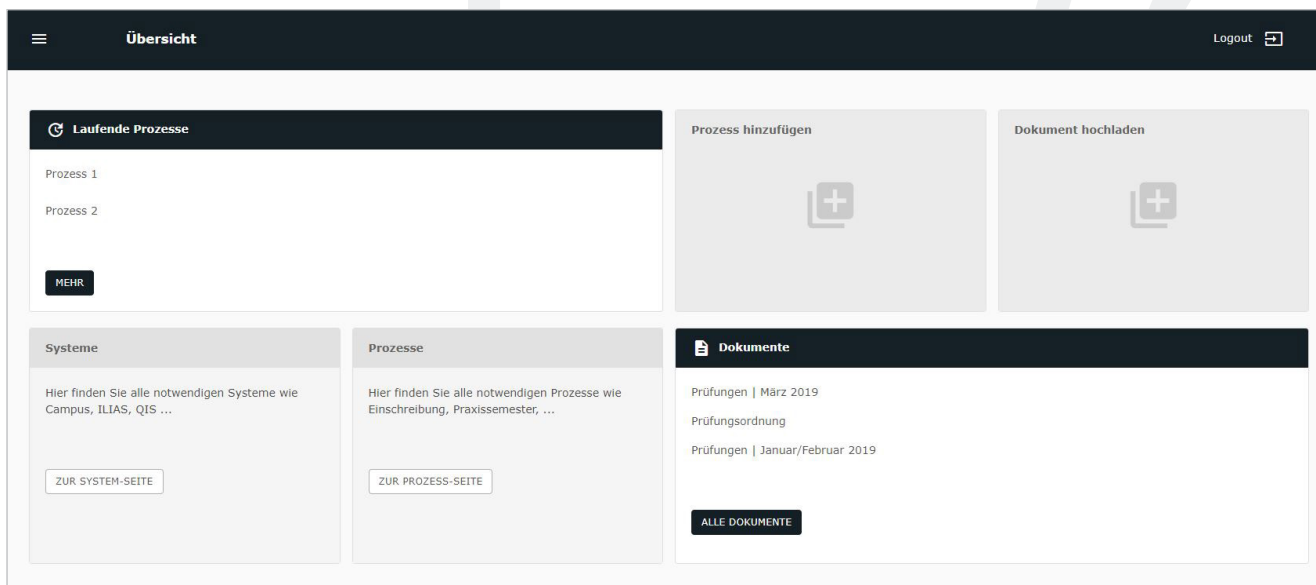 Übersicht
Logout
Laufende Prozesse
Prozess 1
Prozess 2
MEHR
Prozess hinzufügen
Dokument hochladen
Systeme
Hier finden Sie alle notwendigen Systeme wie
Campus, ILIAS, QIS ...
ZUR SYSTEM-SEITE
Prozesse
Hier finden Sie alle notwendigen Prozesse wie
Einschreibung, Praxissemester, ...
ZUR PROZESS-SEITE
Dokumente
Prüfungen | März 2019
Prüfungsordnung
Prüfungen | Januar/Februar 2019
ALLE DOKUMENTE